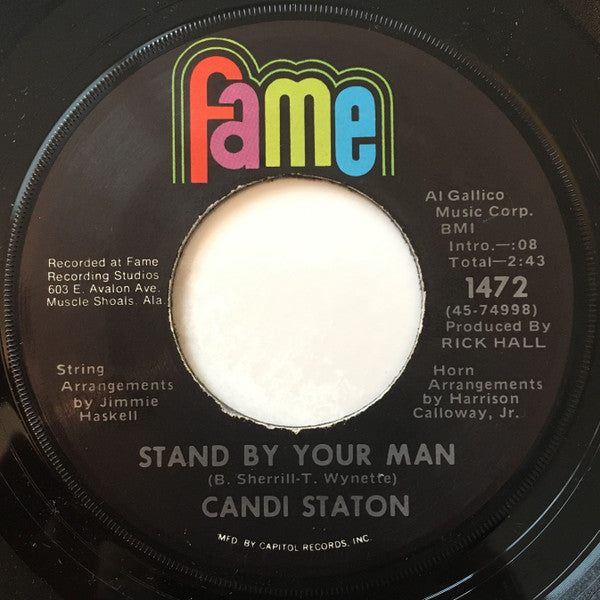 fame
Al Gallico
Music Corp.
BMI
Intro.—:08
Total—2:43
1472
(45-74998)
Produced By
RICK HALL
Recorded at Fame
Recording Studios
603 E. Avalon Ave.
Muscle Shoals, Ala.
String
Arrangements
by Jimmie
Haskell
Horn
Arrangements
by Harrison
Calloway, Jr.
STAND BY YOUR MAN
(B. Sherrill-T. Wynette)
CANDI STATON
MFD. BY CAPITOL RECORDS, INC.